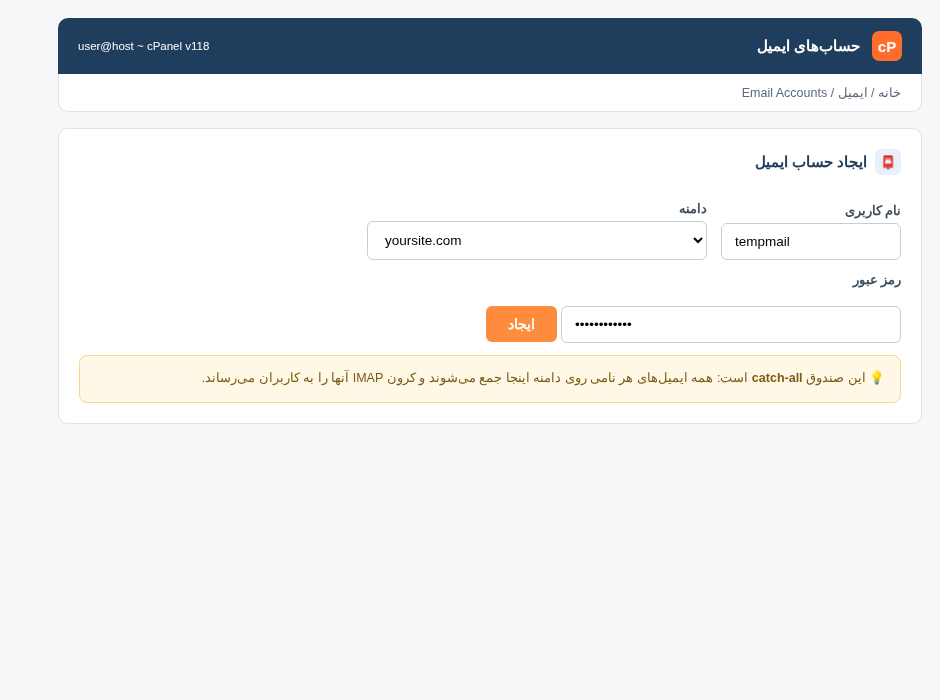 cP حساب‌های ایمیل
user@host ~ cPanel v118
خانه / ایمیل / Email Accounts
ایجاد حساب ایمیل
نام کاربری
دامنه
tempmail
yoursite.com
رمز عبور
••••••••••••
ایجاد
💡 این صندوق catch-all است: همه ایمیل‌های هر نامی روی دامنه اینجا جمع می‌شوند و کرون IMAP آنها را به کاربران می‌رساند.